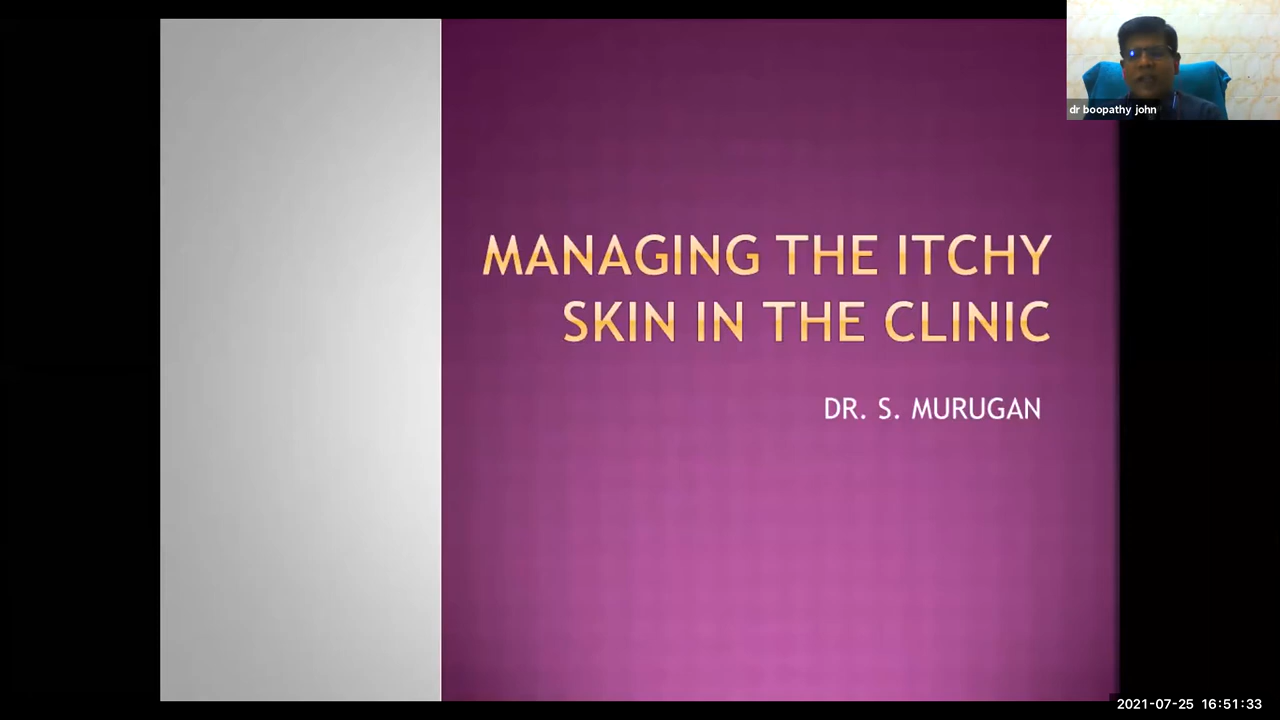 dr boopathy john
MANAGING THE ITCHY
SKIN IN THE CLINIC
DR. S. MURUGAN
2021-07-25 16:51:33